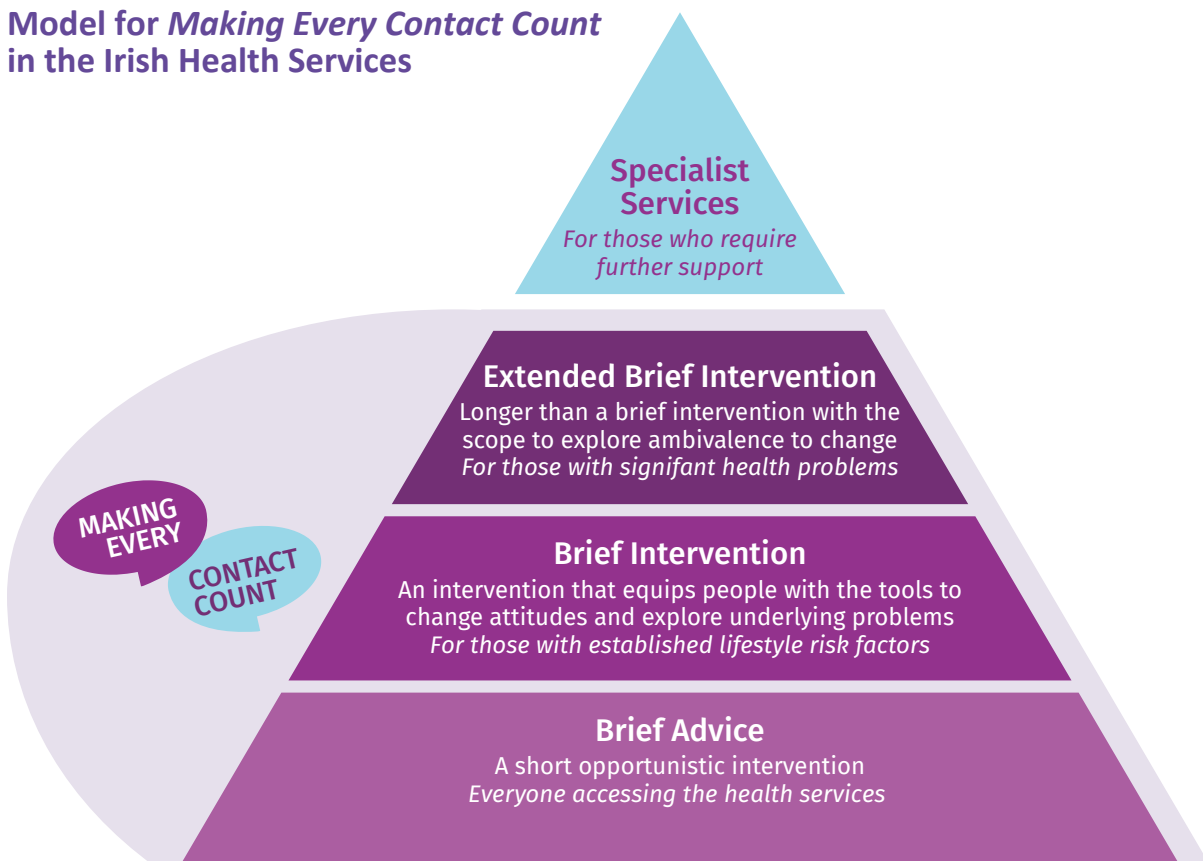 Model for Making Every Contact Count
in the Irish Health Services
Specialist
Services
For those who require
further support
Extended Brief Intervention
Longer than a brief intervention with the
scope to explore ambivalence to change
For those with signifant health problems
MAKING
EVERY
CONTACT
COUNT
Brief Intervention
An intervention that equips people with the tools to
change attitudes and explore underlying problems
For those with established lifestyle risk factors
Brief Advice
A short opportunistic intervention
Everyone accessing the health services